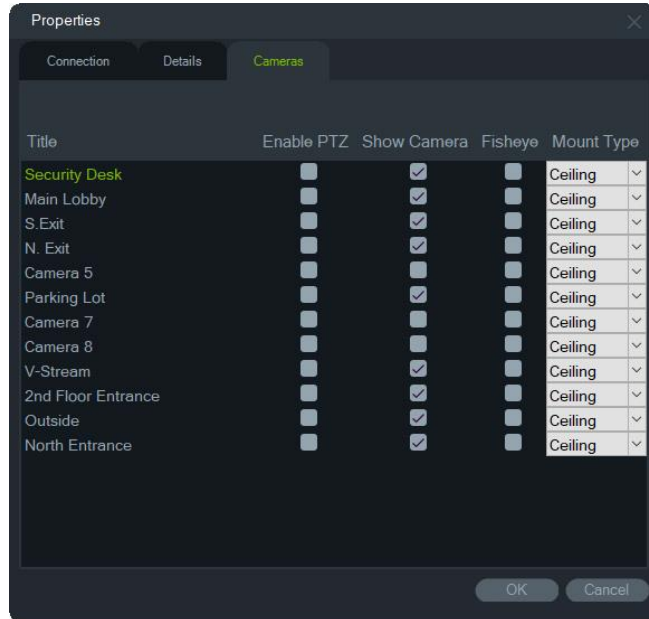 Properties
Connection Details Cameras
Title Enable PTZ Show Camera Fisheye Mount Type
Security Desk Ceiling
Main Lobby Ceiling
S.Exit Ceiling
N. Exit Ceiling
Camera 5 Ceiling
Parking Lot Ceiling
Camera 7 Ceiling
Camera 8 Ceiling
V-Stream Ceiling
2nd Floor Entrance Ceiling
Outside Ceiling
North Entrance Ceiling
OK Cancel